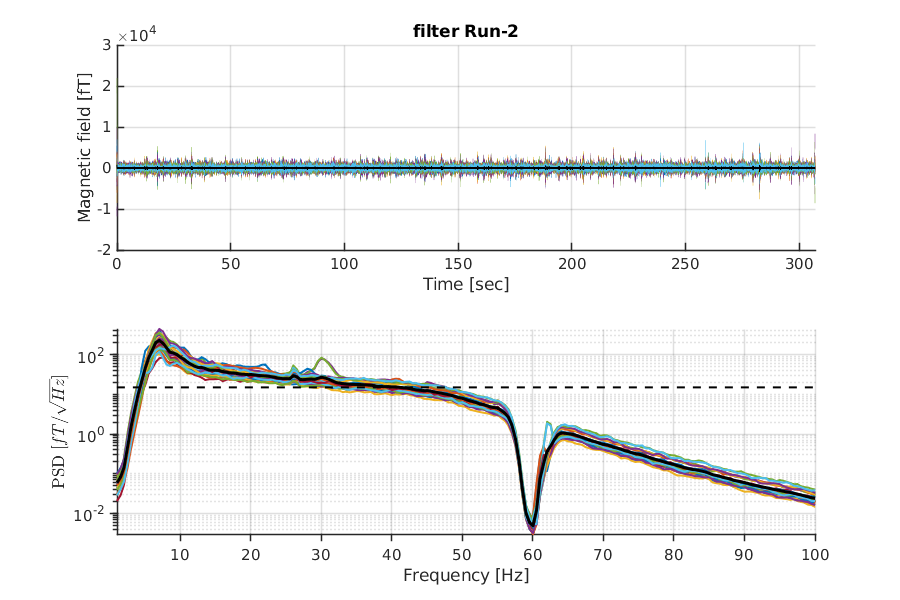 filter Run-2
×10⁴
3
2
1
0
-1
-2
Magnetic field [fT]
0 50 100 150 200 250 300
Time [sec]
10²
10⁰
10⁻²
PSD [fT/√Hz]
10 20 30 40 50 60 70 80 90 100
Frequency [Hz]